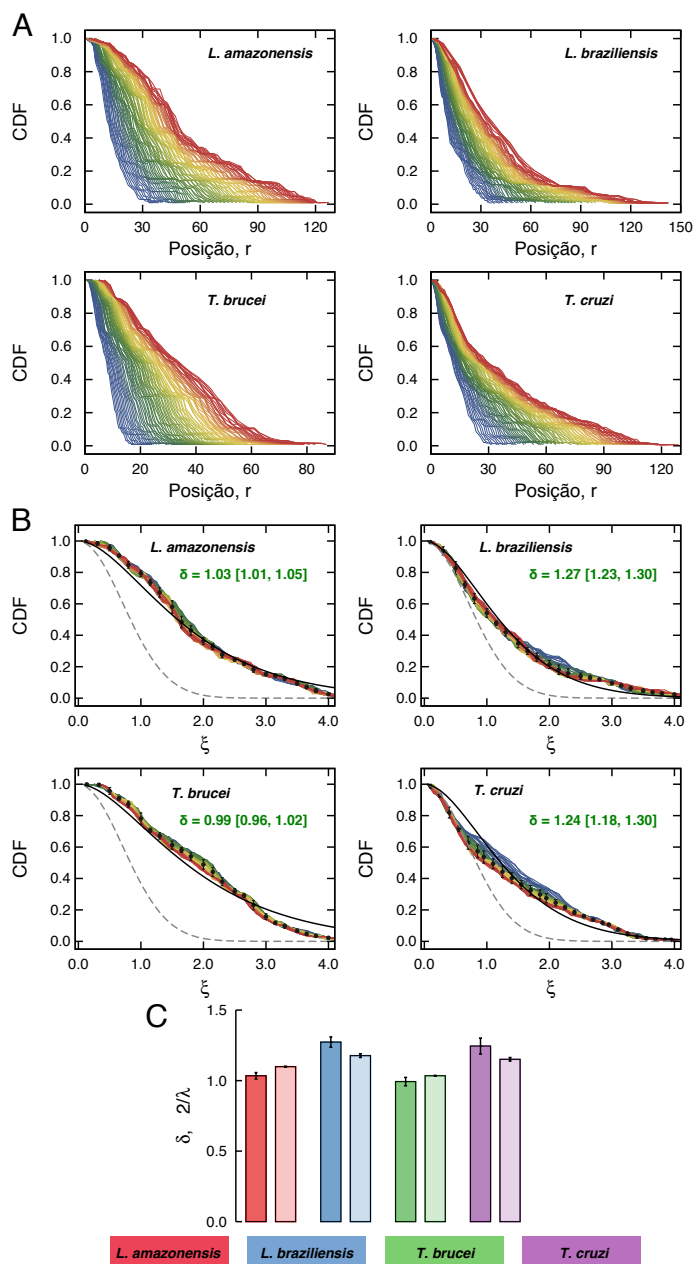 A
L. amazonensis
CDF
1.0
0.8
0.6
0.4
0.2
0.0
0 30 60 90 120
Posição, r
L. braziliensis
CDF
1.0
0.8
0.6
0.4
0.2
0.0
0 30 60 90 120 150
Posição, r
T. brucei
CDF
1.0
0.8
0.6
0.4
0.2
0.0
0 20 40 60 80
Posição, r
T. cruzi
CDF
1.0
0.8
0.6
0.4
0.2
0.0
0 30 60 90 120
Posição, r
B
L. amazonensis
δ = 1.03 [1.01, 1.05]
CDF
1.0
0.8
0.6
0.4
0.2
0.0
0.0 1.0 2.0 3.0 4.0
ξ
L. braziliensis
δ = 1.27 [1.23, 1.30]
CDF
1.0
0.8
0.6
0.4
0.2
0.0
0.0 1.0 2.0 3.0 4.0
ξ
T. brucei
δ = 0.99 [0.96, 1.02]
CDF
1.0
0.8
0.6
0.4
0.2
0.0
0.0 1.0 2.0 3.0 4.0
ξ
T. cruzi
δ = 1.24 [1.18, 1.30]
CDF
1.0
0.8
0.6
0.4
0.2
0.0
0.0 1.0 2.0 3.0 4.0
ξ
C
δ, 2/λ
1.5
1.0
0.5
0.0
L. amazonensis
L. braziliensis
T. brucei
T. cruzi